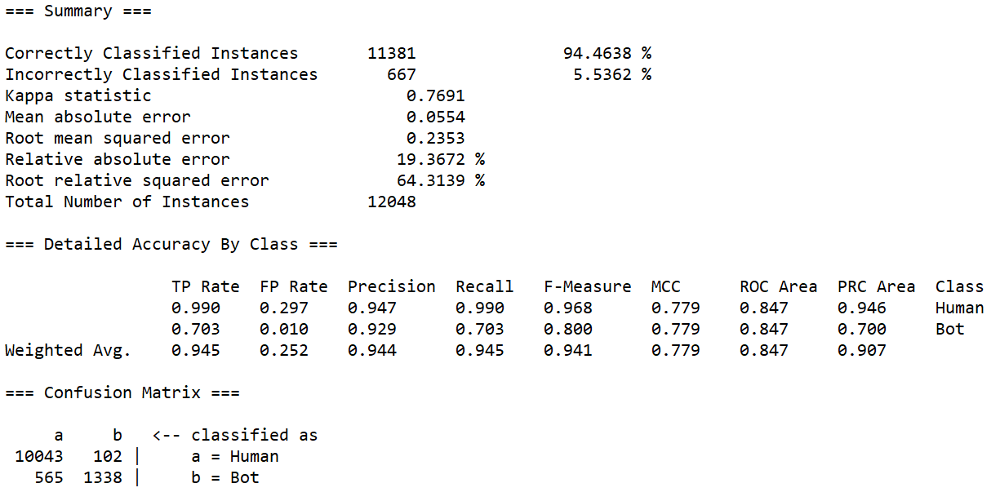 === Summary ===
Correctly Classified Instances 11381 94.4638 %
Incorrectly Classified Instances 667 5.5362 %
Kappa statistic 0.7691
Mean absolute error 0.0554
Root mean squared error 0.2353
Relative absolute error 19.3672 %
Root relative squared error 64.3139 %
Total Number of Instances 12048
=== Detailed Accuracy By Class ===
TP Rate FP Rate Precision Recall F-Measure MCC ROC Area PRC Area Class
0.990 0.297 0.947 0.990 0.968 0.779 0.847 0.946 Human
0.703 0.010 0.929 0.703 0.800 0.779 0.847 0.700 Bot
Weighted Avg. 0.945 0.252 0.944 0.945 0.941 0.779 0.847 0.907
=== Confusion Matrix ===
a b <-- classified as
10043 102 | a = Human
565 1338 | b = Bot